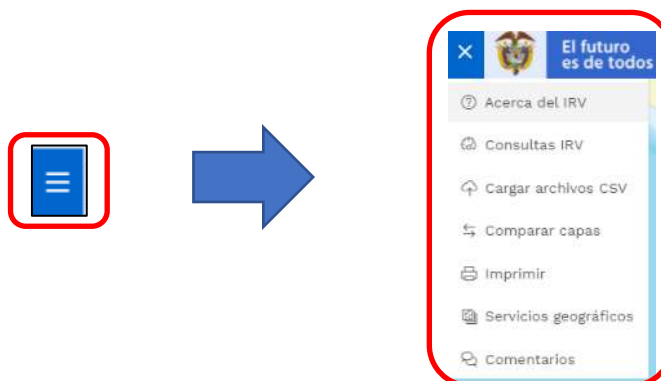 El futuro
es de todos
Acerca del IRV
Consultas IRV
Cargar archivos CSV
Comparar capas
Imprimir
Servicios geográficos
Comentarios